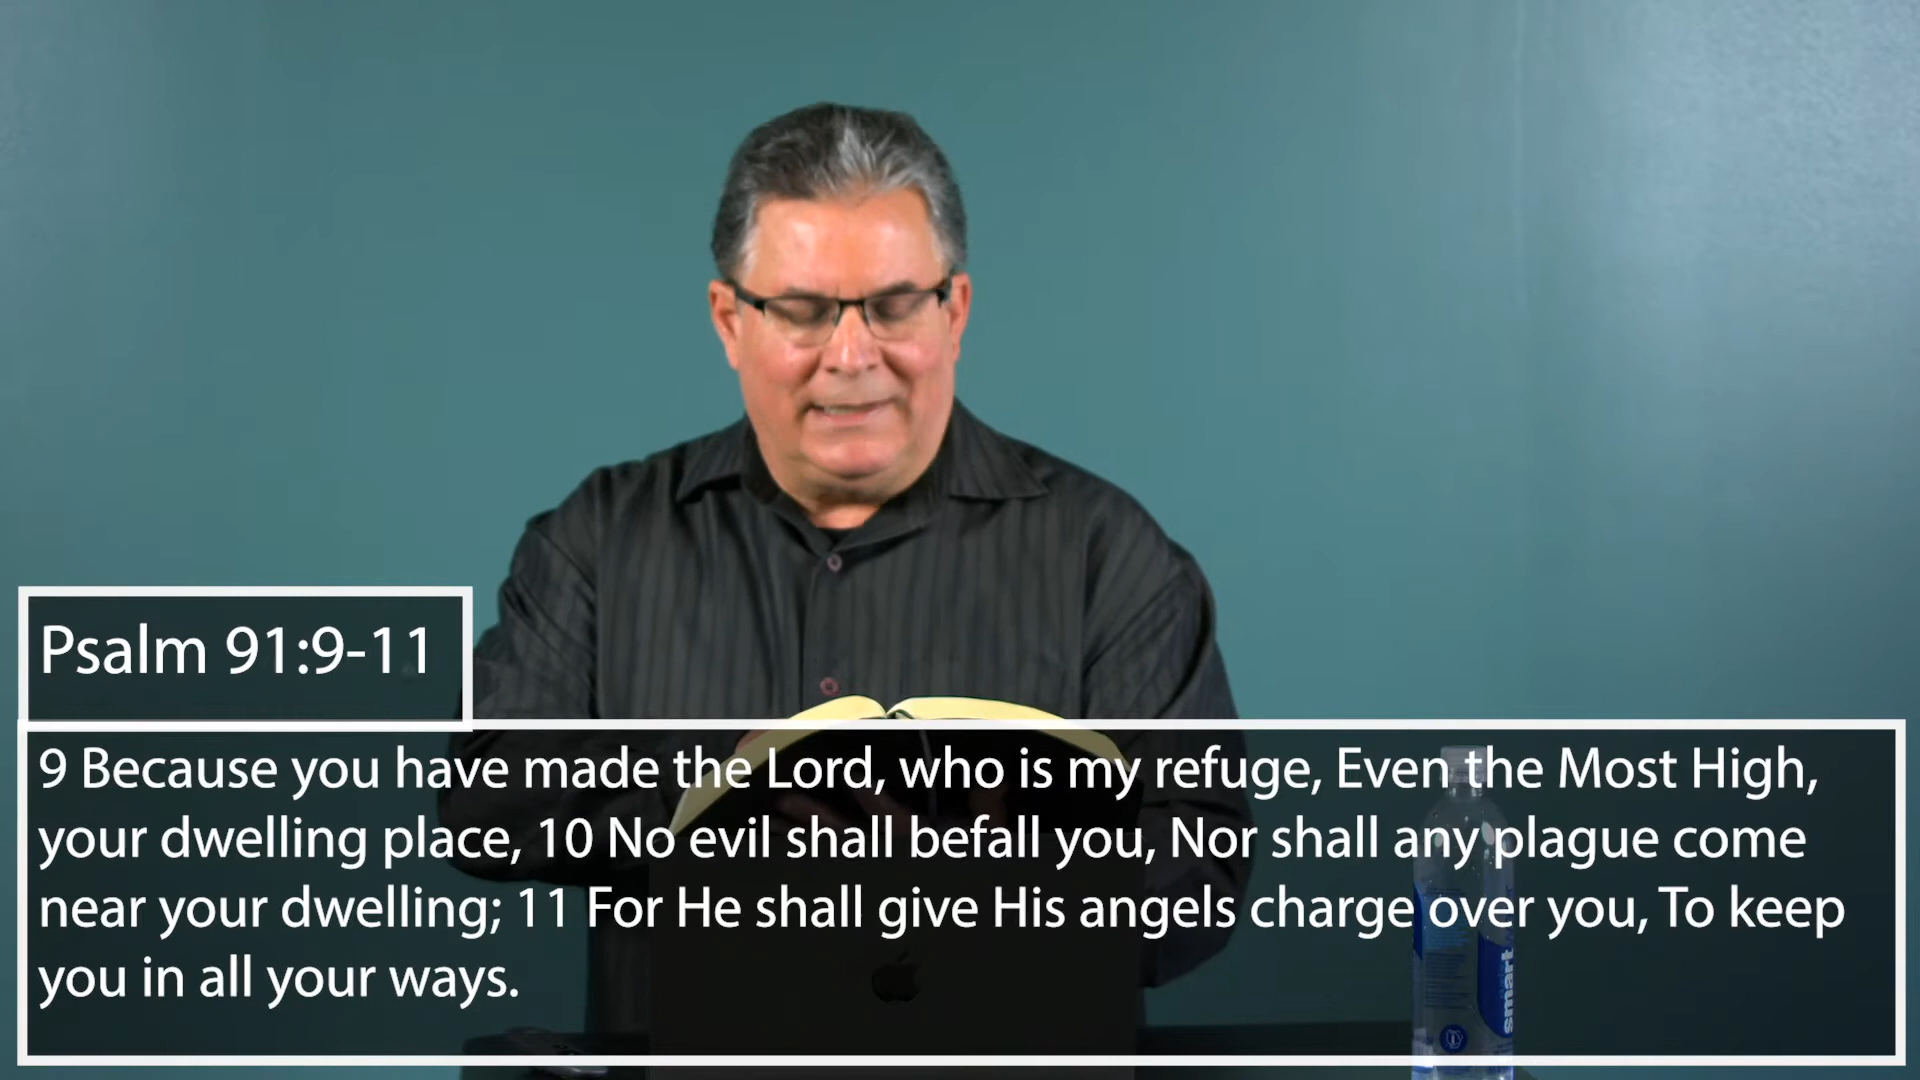 Psalm 91:9-11
9 Because you have made the Lord, who is my refuge, Even the Most High,
your dwelling place, 10 No evil shall befall you, Nor shall any plague come
near your dwelling; 11 For He shall give His angels charge over you, To keep
you in all your ways.
smart